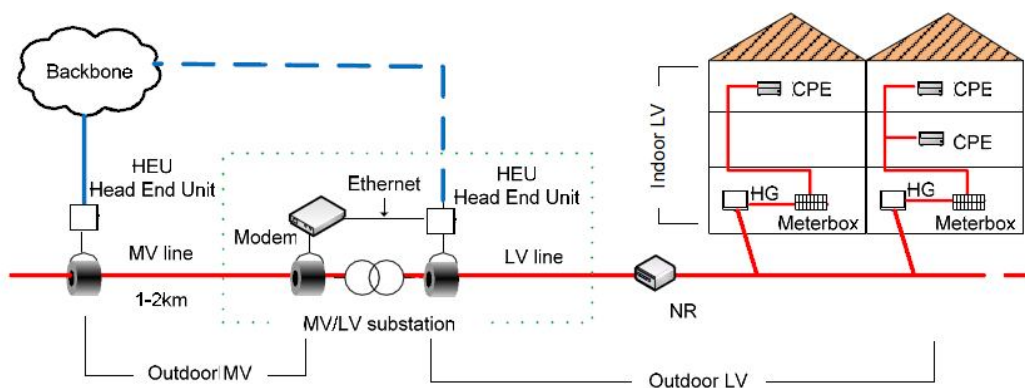 Backbone
HEU
Head End Unit
Ethernet
HEU
Head End Unit
Modem
MV line
LV line
1-2km
MV/LV substation
NR
Outdoor MV
Outdoor LV
Indoor LV
CPE
CPE
CPE
HG
Meterbox
HG
Meterbox